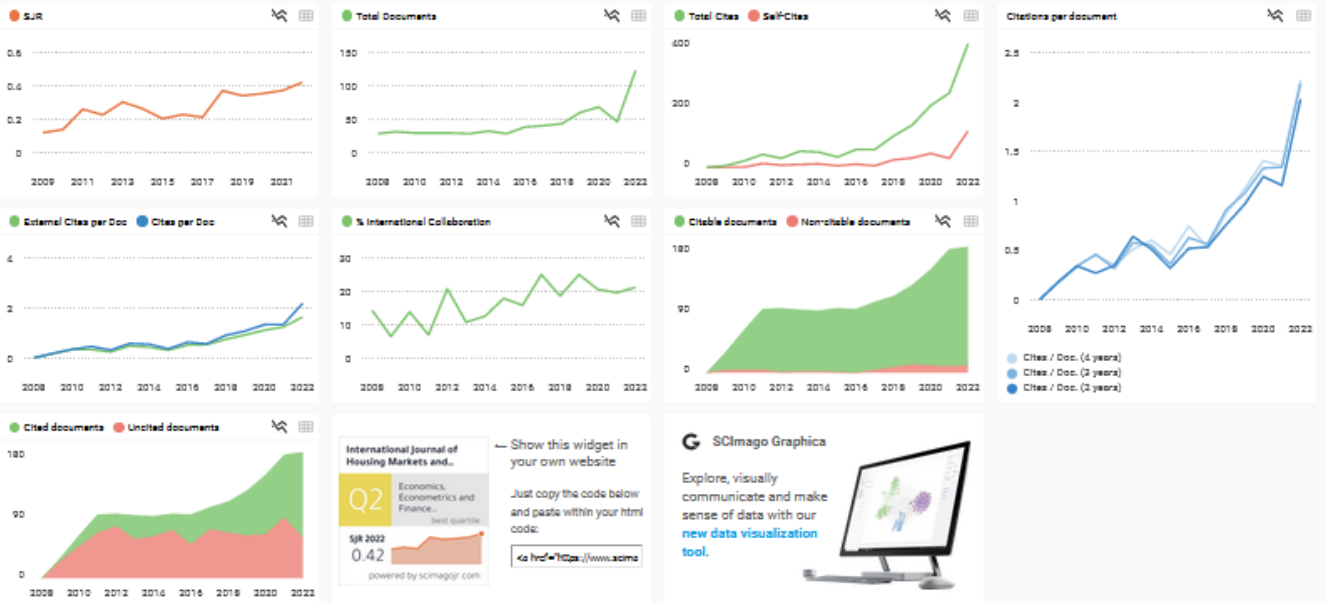 SJR
0.6
0.4
0.2
0
2009 2011 2013 2015 2017 2019 2021
Total Documents
150
100
50
0
2008 2010 2012 2014 2016 2018 2020 2022
Total Cites Self-Cites
400
200
0
2008 2010 2012 2014 2016 2018 2020 2022
Citations per document
2.5
2
1.5
1
0.5
0
2008 2010 2012 2014 2016 2018 2020 2022
Cites / Doc. (4 years)
Cites / Doc. (3 years)
Cites / Doc. (2 years)
External Cites per Doc Cites per Doc
4
2
0
2008 2010 2012 2014 2016 2018 2020 2022
% International Collaboration
30
20
10
0
2008 2010 2012 2014 2016 2018 2020 2022
Citable documents Non-citable documents
180
90
0
2008 2010 2012 2014 2016 2018 2020 2022
Cited documents Uncited documents
180
90
0
2008 2010 2012 2014 2016 2018 2020 2022
International Journal of
Housing Markets and...
Q2
Economics,
Econometrics and
Finance...
best quartile
SJR 2022
0.42
powered by scimagojr.com
← Show this widget in
your own website
Just copy the code below
and paste within your html
code:
<a href="https://www.scima
SCImago Graphica
Explore, visually
communicate and make
sense of data with our
new data visualization
tool.